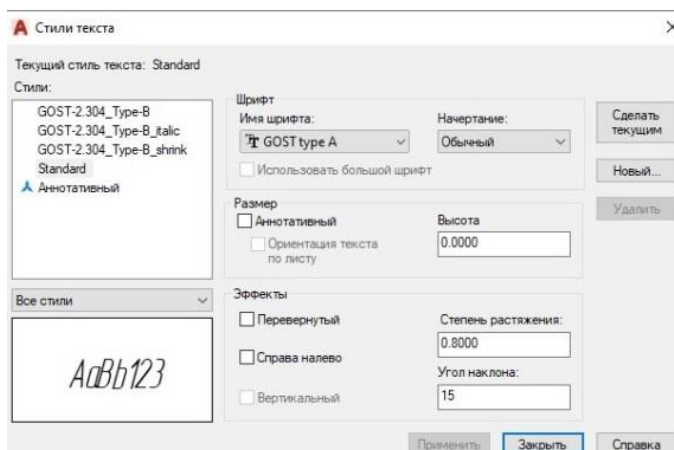 Стили текста
Текущий стиль текста: Standard
Стили:
GOST-2.304_Type-B
GOST-2.304_Type-B_italic
GOST-2.304_Type-B_shrink
Standard
Аннотативный
Все стили
AaBb123
Шрифт
Имя шрифта:
GOST type A
Начертание:
Обычный
Использовать большой шрифт
Размер
Аннотативный
Ориентация текста
по листу
Высота
0.0000
Эффекты
Перевернутый
Справа налево
Вертикальный
Степень растяжения:
0.8000
Угол наклона:
15
Сделать
текущим
Новый...
Удалить
Применить
Закрыть
Справка